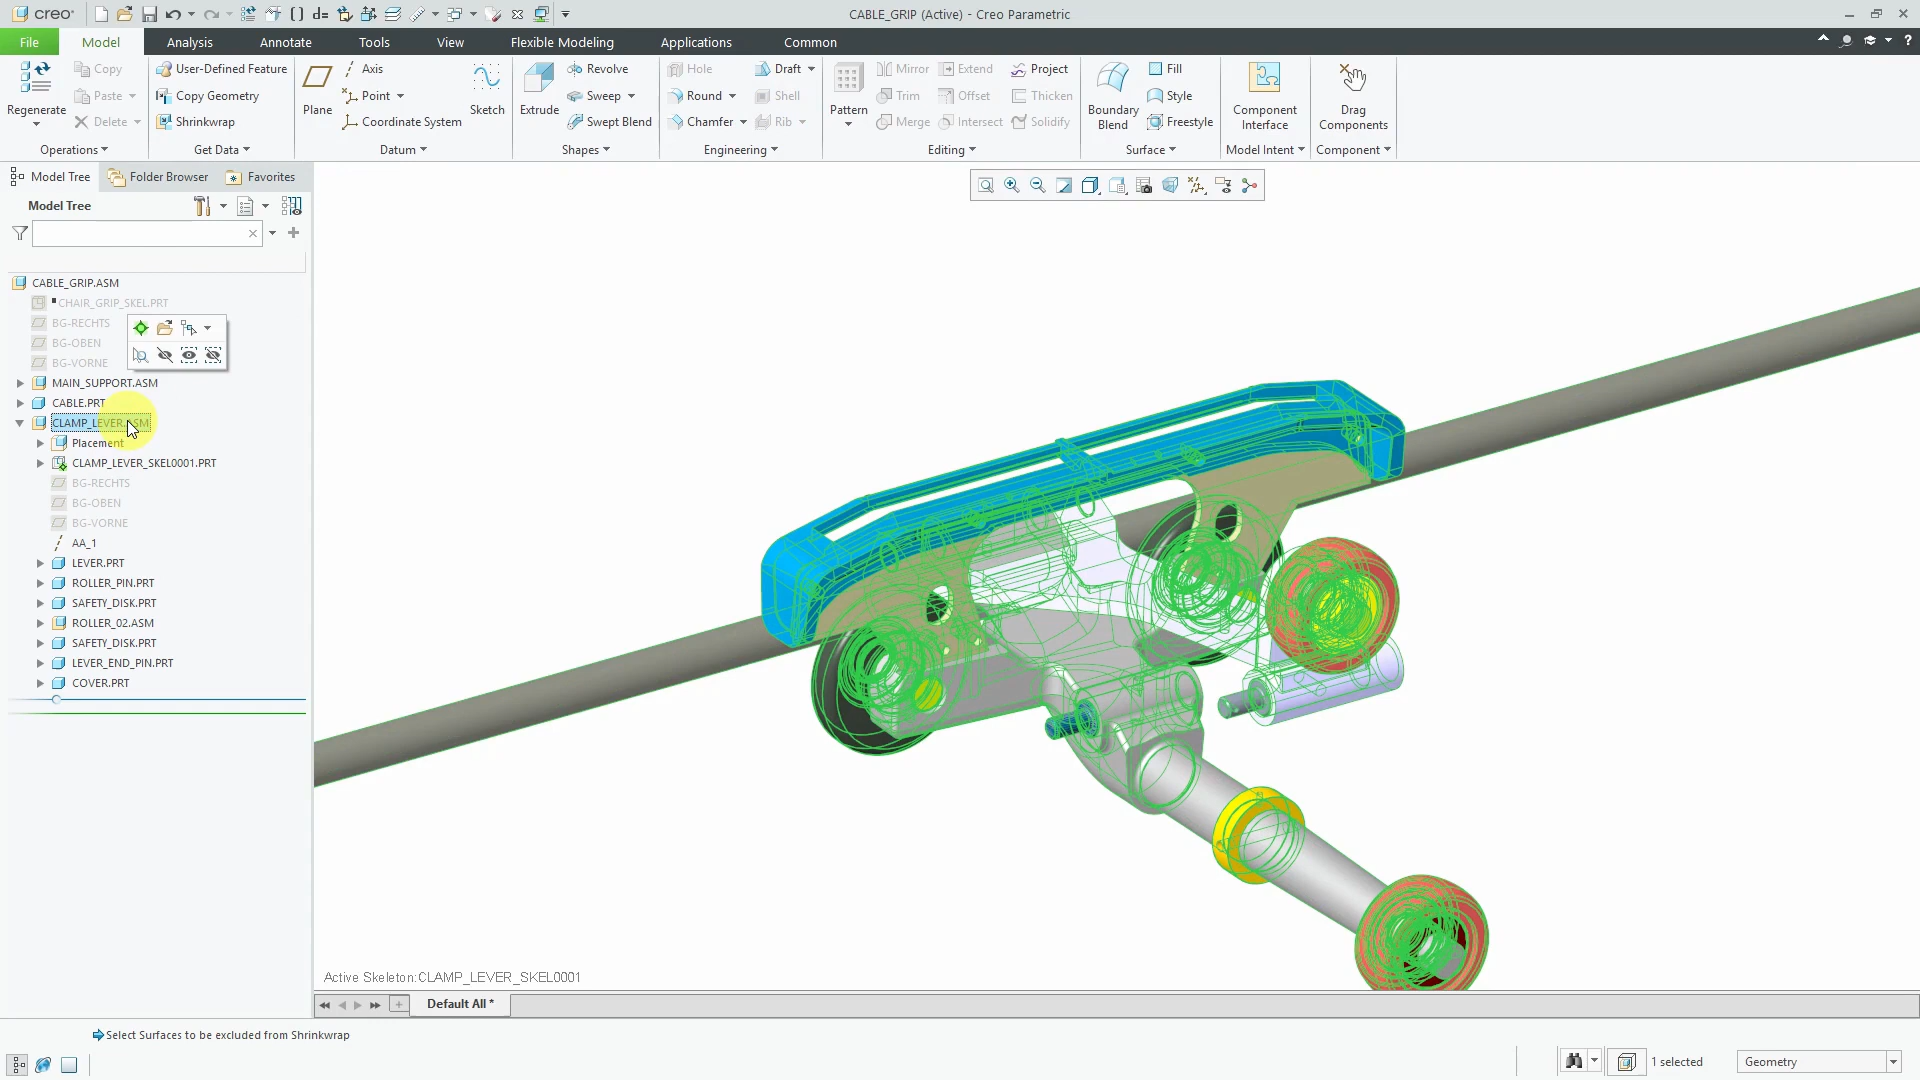 creo
CABLE_GRIP (Active) - Creo Parametric
File
Model
Analysis
Annotate
Tools
View
Flexible Modeling
Applications
Common
Regenerate
Copy
Paste
Delete
Operations
User-Defined Feature
Copy Geometry
Shrinkwrap
Get Data
Plane
Axis
Point
Coordinate System
Sketch
Datum
Extrude
Revolve
Sweep
Swept Blend
Shapes
Hole
Round
Chamfer
Draft
Shell
Rib
Engineering
Pattern
Mirror
Trim
Merge
Extend
Offset
Intersect
Project
Thicken
Solidify
Editing
Boundary
Blend
Fill
Style
Freestyle
Surface
Component
Interface
Model Intent
Drag
Components
Component
Model Tree
Folder Browser
Favorites
Model Tree
CABLE_GRIP.ASM
CHAIR_GRIP_SKEL.PRT
BG-RECHTS
BG-OBEN
BG-VORNE
MAIN_SUPPORT.ASM
CABLE.PRT
CLAMP_LEVER.ASM
Placement
CLAMP_LEVER_SKEL0001.PRT
BG-RECHTS
BG-OBEN
BG-VORNE
AA_1
LEVER.PRT
ROLLER_PIN.PRT
SAFETY_DISK.PRT
ROLLER_02.ASM
SAFETY_DISK.PRT
LEVER_END_PIN.PRT
COVER.PRT
Active Skeleton:CLAMP_LEVER_SKEL0001
Default All *
Select Surfaces to be excluded from Shrinkwrap
1 selected
Geometry